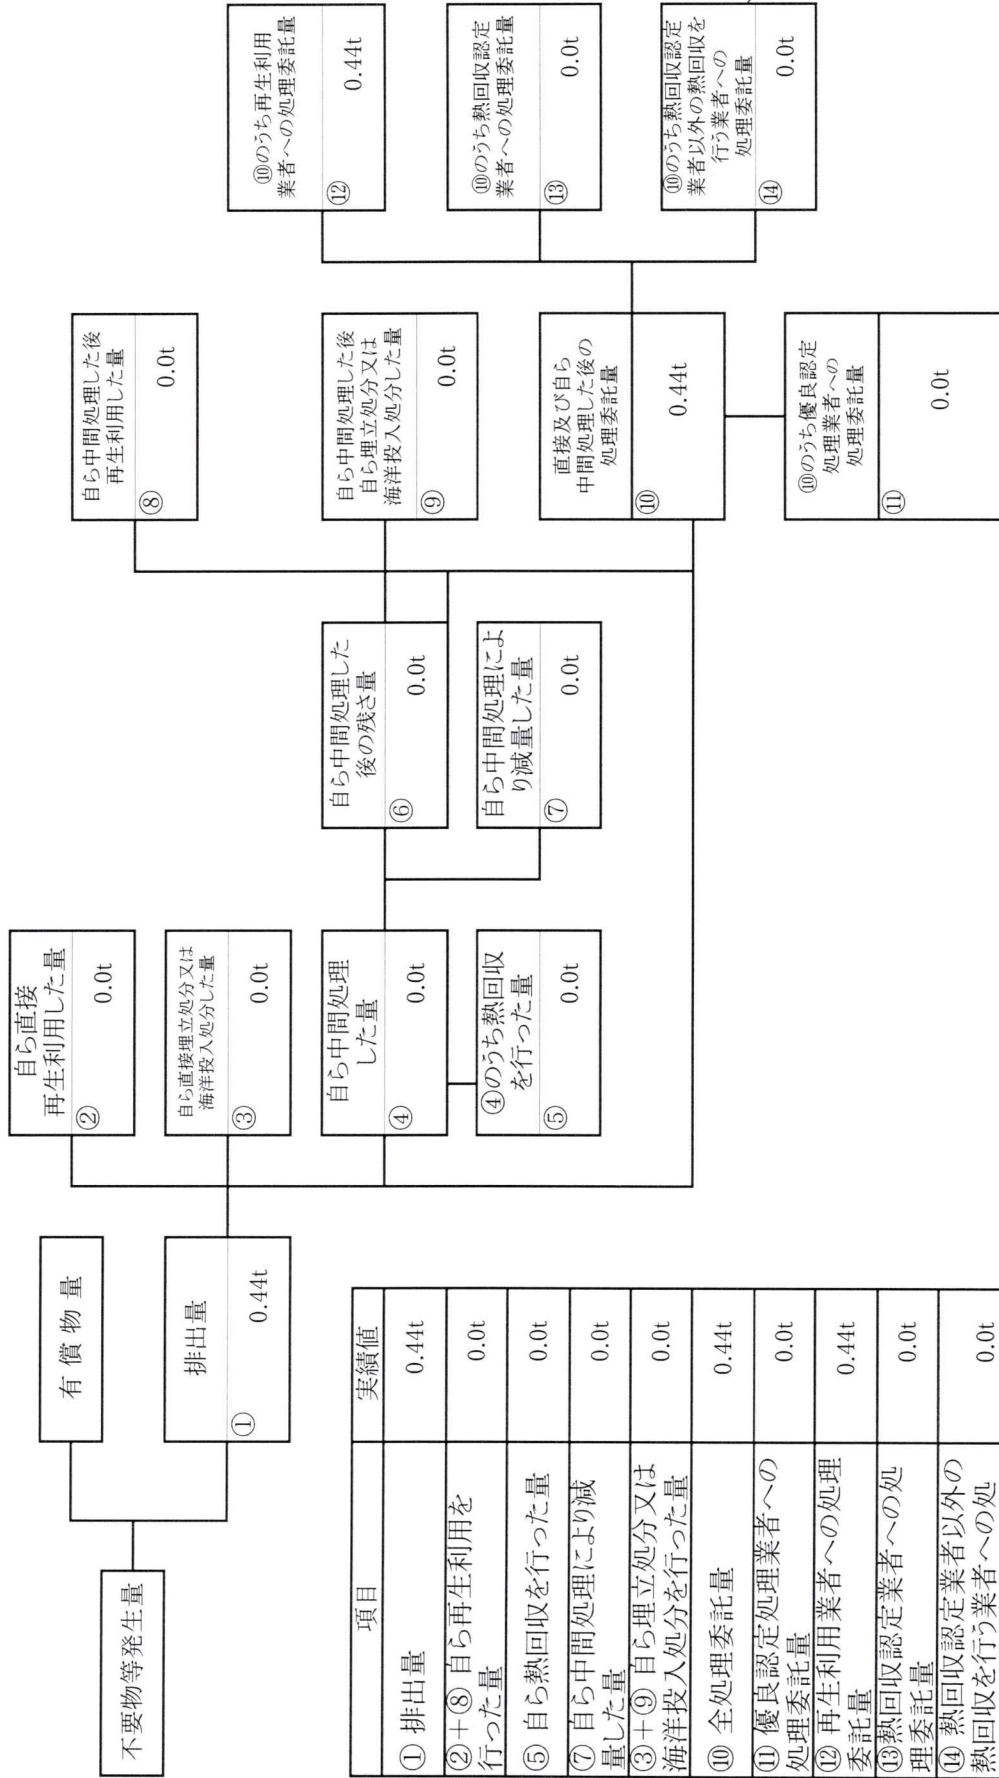 不要物等発生量
有償物量
排出量
①
0.44t
自ら直接
再生利用した量
②
0.0t
自ら直接埋立処分又は
海洋投入処分した量
③
0.0t
自ら中間処理
した量
④
0.0t
④のうち熱回収
を行った量
⑤
0.0t
自ら中間処理した
後の残さ量
⑥
0.0t
自ら中間処理によ
り減量した量
⑦
0.0t
自ら中間処理した後
再生利用した量
⑧
0.0t
自ら中間処理した後
自ら埋立処分又は
海洋投入処分した量
⑨
0.0t
直接及び自ら
中間処理した後の
処理委託量
⑩
0.44t
⑩のうち優良認定
処理業者への
処理委託量
⑪
0.0t
⑩のうち再生利用
業者への処理委託量
⑫
0.44t
⑩のうち熱回収認定
業者への処理委託量
⑬
0.0t
⑩のうち熱回収認定
業者以外の熱回収を
行う業者への
処理委託量
⑭
0.0t
項目 実績値
① 排出量 0.44t
②+⑧ 自ら再生利用を
行った量 0.0t
⑤ 自ら熱回収を行った量 0.0t
⑦ 自ら中間処理により減
量した量 0.0t
③+⑨ 自ら埋立処分又は
海洋投入処分を行った量 0.0t
⑩ 全処理委託量 0.44t
⑪ 優良認定処理業者への
処理委託量 0.0t
⑫ 再生利用業者への処理
委託量 0.44t
⑬熱回収認定業者への処
理委託量 0.0t
⑭ 熱回収認定業者以外の
熱回収を行う業者への処 0.0t